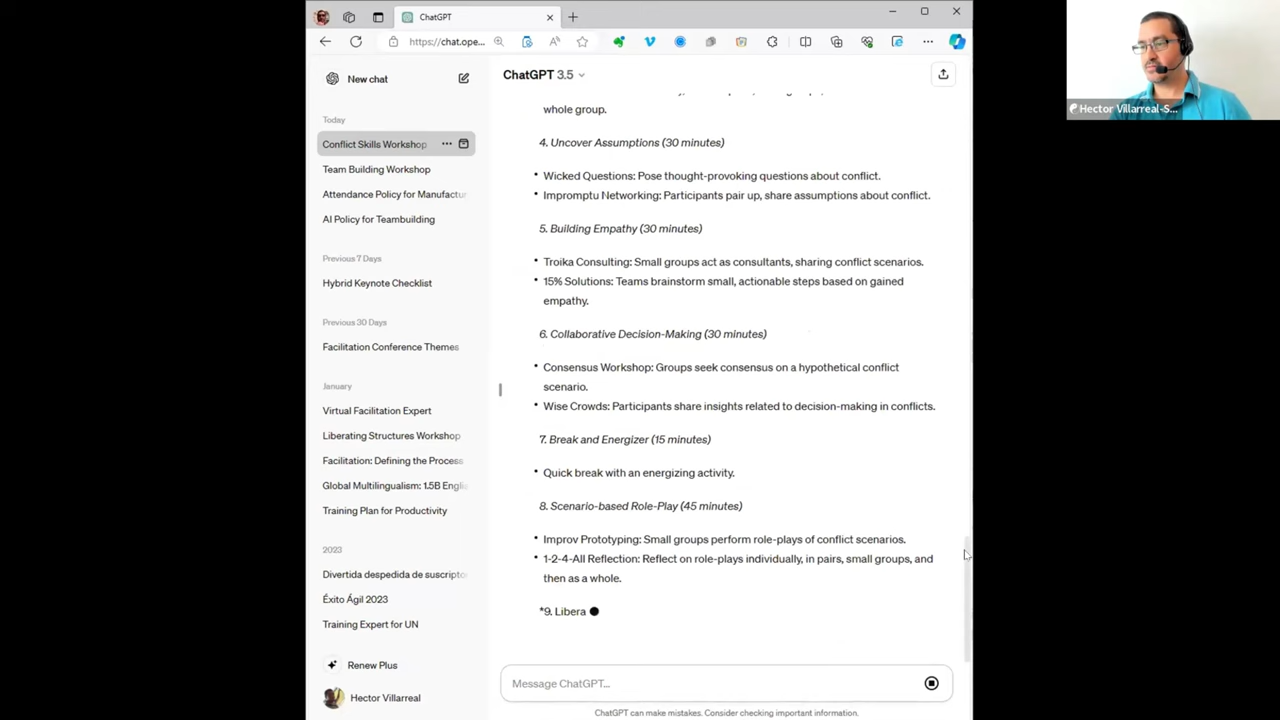 ChatGPT
https://chat.ope...
New chat
Today
Conflict Skills Workshop
Team Building Workshop
Attendance Policy for Manufactur
AI Policy for Teambuilding
Previous 7 Days
Hybrid Keynote Checklist
Previous 30 Days
Facilitation Conference Themes
January
Virtual Facilitation Expert
Liberating Structures Workshop
Facilitation: Defining the Process
Global Multilingualism: 1.5B Engli
Training Plan for Productivity
2023
Divertida despedida de suscripto
Éxito Ágil 2023
Training Expert for UN
Renew Plus
Hector Villarreal
ChatGPT 3.5
whole group.
4. Uncover Assumptions (30 minutes)
• Wicked Questions: Pose thought-provoking questions about conflict.
• Impromptu Networking: Participants pair up, share assumptions about conflict.
5. Building Empathy (30 minutes)
• Troika Consulting: Small groups act as consultants, sharing conflict scenarios.
• 15% Solutions: Teams brainstorm small, actionable steps based on gained
empathy.
6. Collaborative Decision-Making (30 minutes)
• Consensus Workshop: Groups seek consensus on a hypothetical conflict
scenario.
• Wise Crowds: Participants share insights related to decision-making in conflicts.
7. Break and Energizer (15 minutes)
• Quick break with an energizing activity.
8. Scenario-based Role-Play (45 minutes)
• Improv Prototyping: Small groups perform role-plays of conflict scenarios.
• 1-2-4-All Reflection: Reflect on role-plays individually, in pairs, small groups, and
then as a whole.
*9. Libera
Message ChatGPT...
ChatGPT can make mistakes. Consider checking important information.
Hector Villarreal-S...